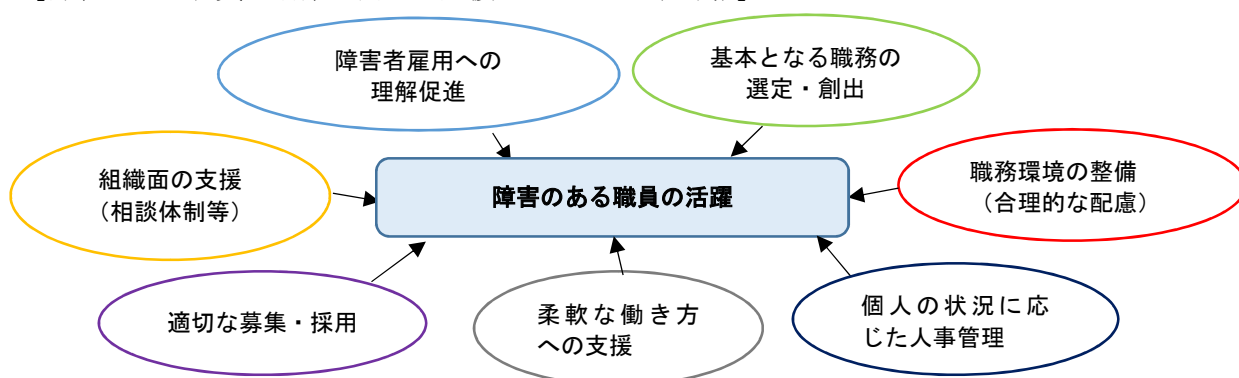 障害者雇用への
理解促進
基本となる職務の
選定・創出
組織面の支援
（相談体制等）
障害のある職員の活躍
職務環境の整備
（合理的な配慮）
適切な募集・採用
柔軟な働き方
への支援
個人の状況に応
じた人事管理